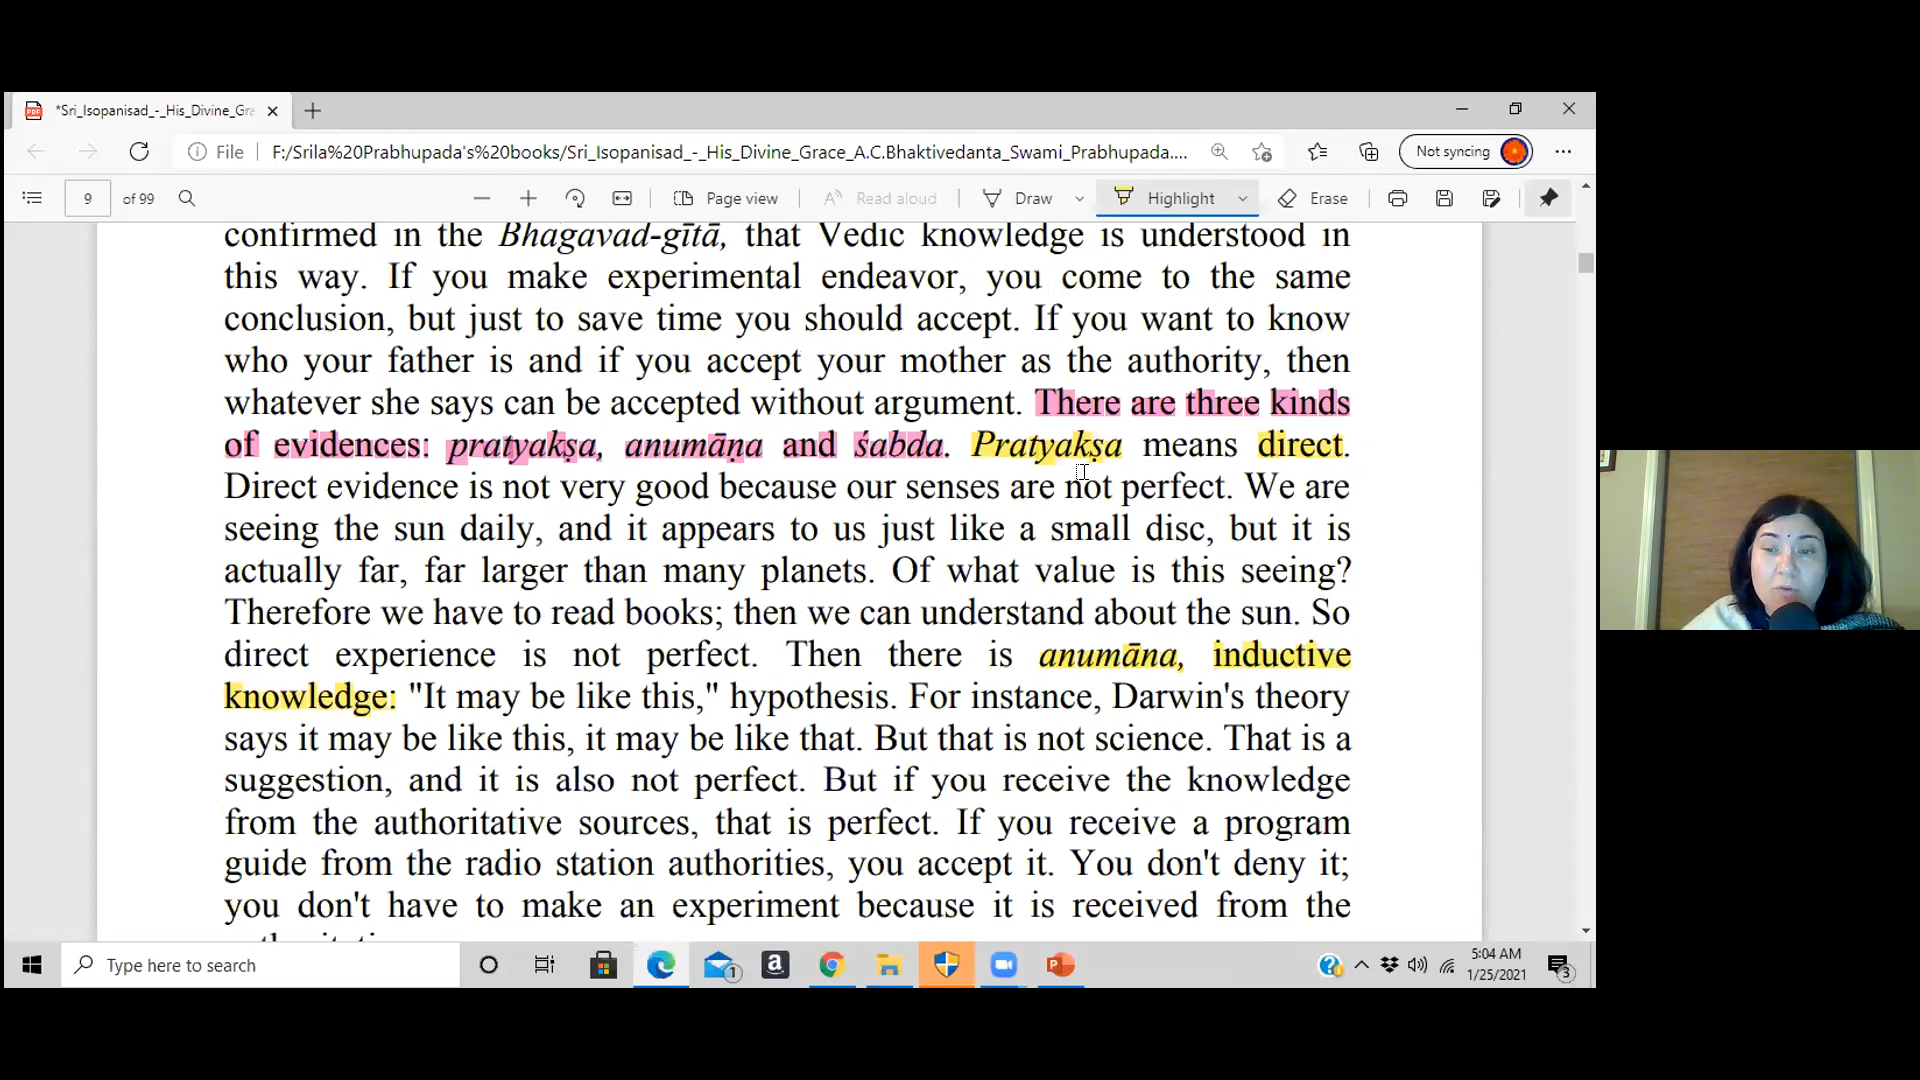 *Sri_Isopanisad_-_His_Divine_Gra
File F:/Srila%20Prabhupada's%20books/Sri_Isopanisad_-_His_Divine_Grace_A.C.Bhaktivedanta_Swami_Prabhupada.... Not syncing
9 of 99 Page view Read aloud Draw Highlight Erase
confirmed in the Bhagavad-gītā, that Vedic knowledge is understood in
this way. If you make experimental endeavor, you come to the same
conclusion, but just to save time you should accept. If you want to know
who your father is and if you accept your mother as the authority, then
whatever she says can be accepted without argument. There are three kinds
of evidences: pratyakṣa, anumāṇa and śabda. Pratyakṣa means direct.
Direct evidence is not very good because our senses are not perfect. We are
seeing the sun daily, and it appears to us just like a small disc, but it is
actually far, far larger than many planets. Of what value is this seeing?
Therefore we have to read books; then we can understand about the sun. So
direct experience is not perfect. Then there is anumāna, inductive
knowledge: "It may be like this," hypothesis. For instance, Darwin's theory
says it may be like this, it may be like that. But that is not science. That is a
suggestion, and it is also not perfect. But if you receive the knowledge
from the authoritative sources, that is perfect. If you receive a program
guide from the radio station authorities, you accept it. You don't deny it;
you don't have to make an experiment because it is received from the
Type here to search
5:04 AM
1/25/2021